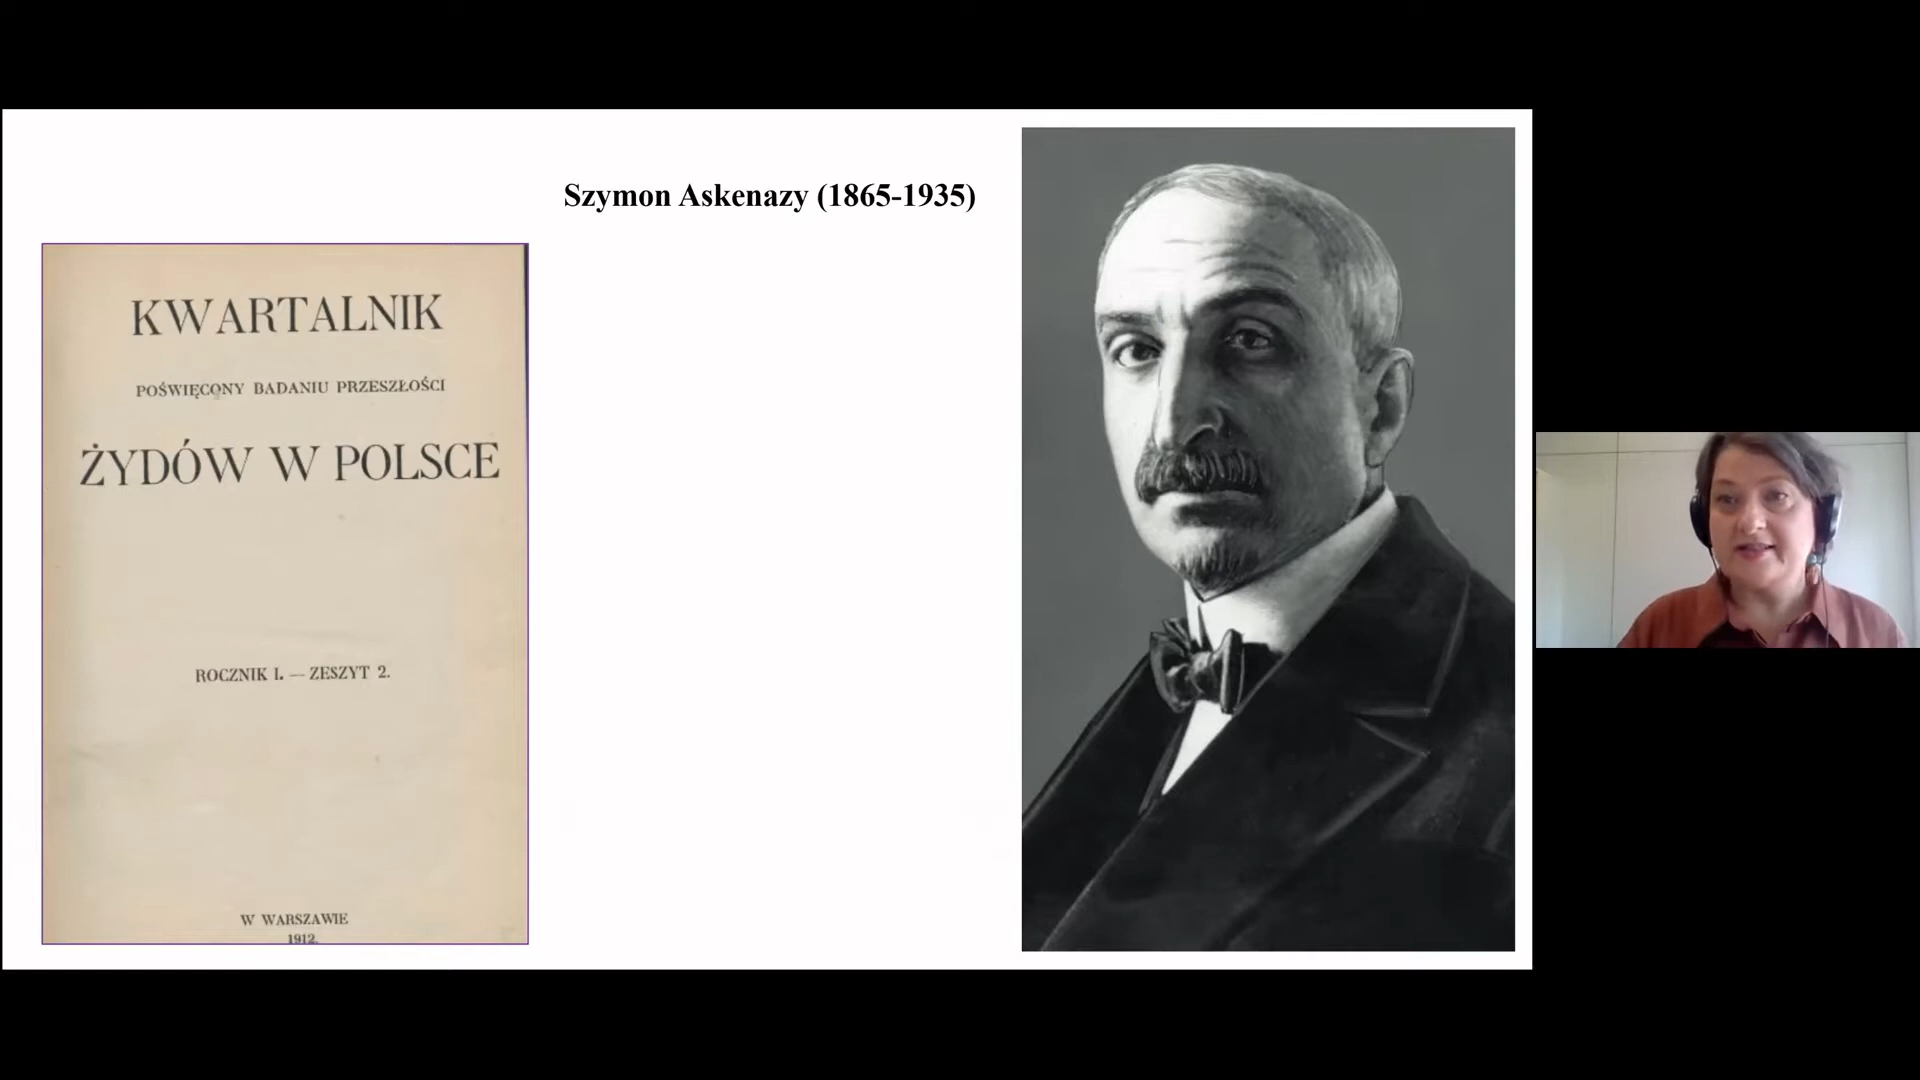 Szymon Askenazy (1865-1935)
KWARTALNIK
POŚWIĘCONY BADANIU PRZESZŁOŚCI
ŻYDÓW W POLSCE
ROCZNIK I. — ZESZYT 2.
W WARSZAWIE
1912.